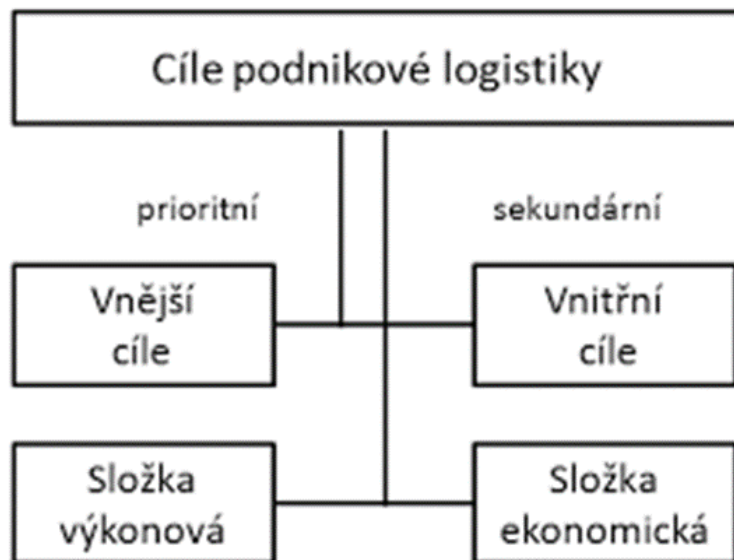 Cíle podnikové logistiky
prioritní
sekundární
Vnější
cíle
Vnitřní
cíle
Složka
výkonová
Složka
ekonomická